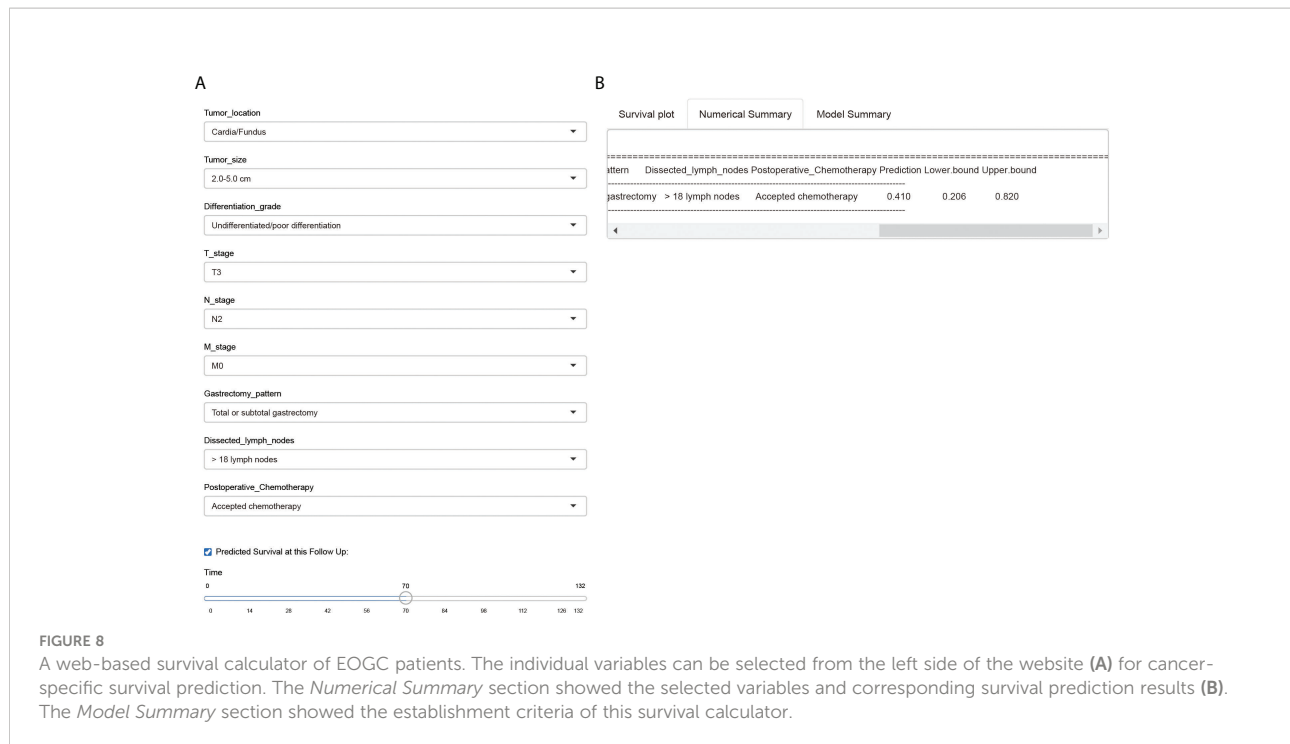 A
Tumor_location
Cardia/Fundus
Tumor_size
2.0-5.0 cm
Differentiation_grade
Undifferentiated/poor differentiation
T_stage
T3
N_stage
N2
M_stage
M0
Gastrectomy_pattern
Total or subtotal gastrectomy
Dissected_lymph_nodes
> 18 lymph nodes
Postoperative_Chemotherapy
Accepted chemotherapy
Predicted Survival at this Follow Up:
Time
0 70 132
0 14 28 42 56 70 84 98 112 126 132
B
Survival plot Numerical Summary Model Summary
attern Dissected_lymph_nodes Postoperative_Chemotherapy Prediction Lower.bound Upper.bound
gastrectomy > 18 lymph nodes Accepted chemotherapy 0.410 0.206 0.820
FIGURE 8
A web-based survival calculator of EOGC patients. The individual variables can be selected from the left side of the website (A) for cancer-
specific survival prediction. The Numerical Summary section showed the selected variables and corresponding survival prediction results (B).
The Model Summary section showed the establishment criteria of this survival calculator.